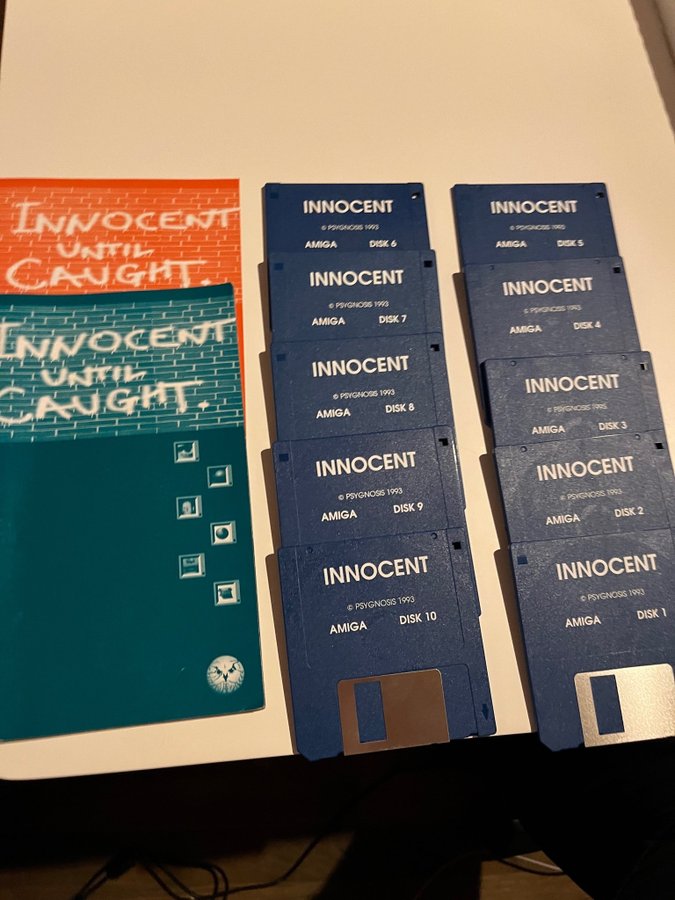 INNOCENT
UNTIL
CAUGHT.
INNOCENT
UNTIL
CAUGHT.
INNOCENT
© PSYGNOSIS 1993
AMIGA DISK 6
INNOCENT
© PSYGNOSIS 1993
AMIGA DISK 7
INNOCENT
© PSYGNOSIS 1993
AMIGA DISK 8
INNOCENT
© PSYGNOSIS 1993
AMIGA DISK 9
INNOCENT
© PSYGNOSIS 1993
AMIGA DISK 10
INNOCENT
© PSYGNOSIS 1993
AMIGA DISK 5
INNOCENT
© PSYGNOSIS 1993
AMIGA DISK 4
INNOCENT
© PSYGNOSIS 1993
AMIGA DISK 3
INNOCENT
© PSYGNOSIS 1993
AMIGA DISK 2
INNOCENT
© PSYGNOSIS 1993
AMIGA DISK 1